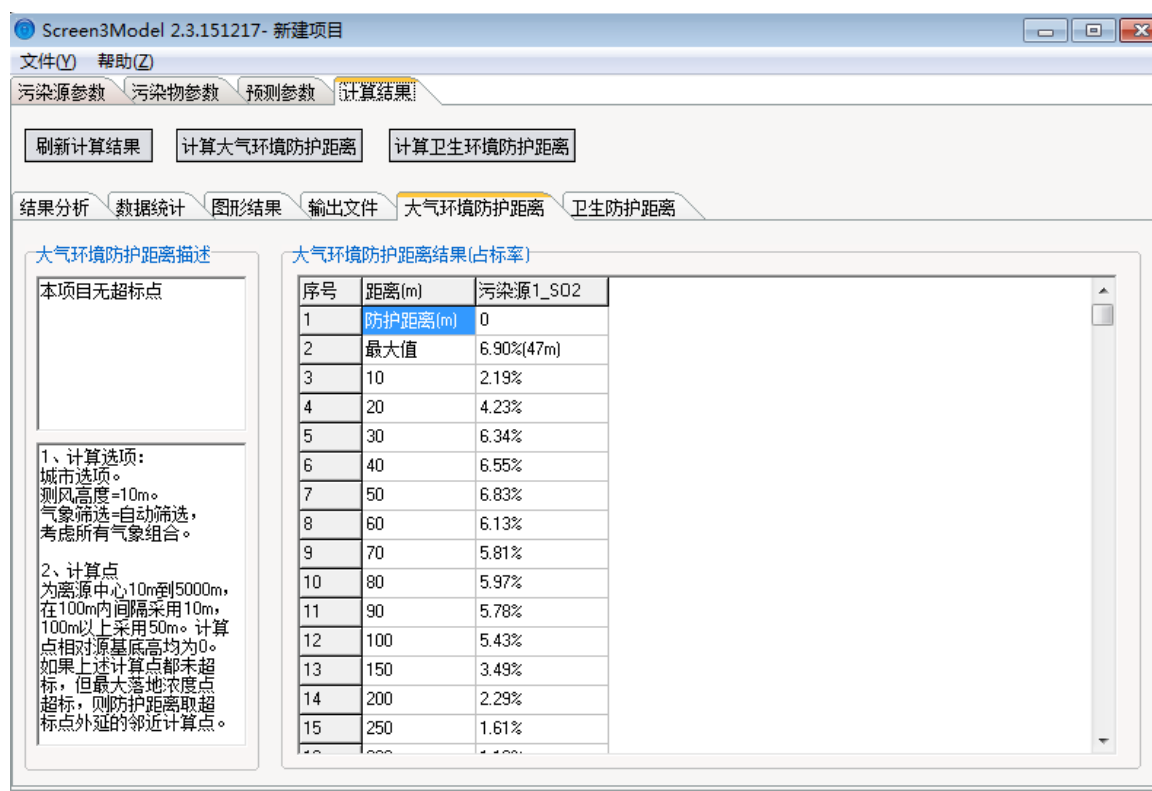 Screen3Model 2.3.151217- 新建项目
文件(Y) 帮助(Z)
污染源参数 污染物参数 预测参数 计算结果
刷新计算结果 计算大气环境防护距离 计算卫生环境防护距离
结果分析 数据统计 图形结果 输出文件 大气环境防护距离 卫生防护距离
大气环境防护距离描述
本项目无超标点
1、计算选项:
城市选项。
测风高度=10m。
气象筛选=自动筛选，
考虑所有气象组合。
2、计算点
为离源中心10m到5000m，
在100m内间隔采用10m，
100m以上采用50m。计算
点相对源基底高均为0。
如果上述计算点都未超
标，但最大落地浓度点
超标，则防护距离取超
标点外延的邻近计算点。
大气环境防护距离结果(占标率)
序号 距离(m) 污染源1_SO2
1 防护距离(m) 0
2 最大值 6.90%(47m)
3 10 2.19%
4 20 4.23%
5 30 6.34%
6 40 6.55%
7 50 6.83%
8 60 6.13%
9 70 5.81%
10 80 5.97%
11 90 5.78%
12 100 5.43%
13 150 3.49%
14 200 2.29%
15 250 1.61%